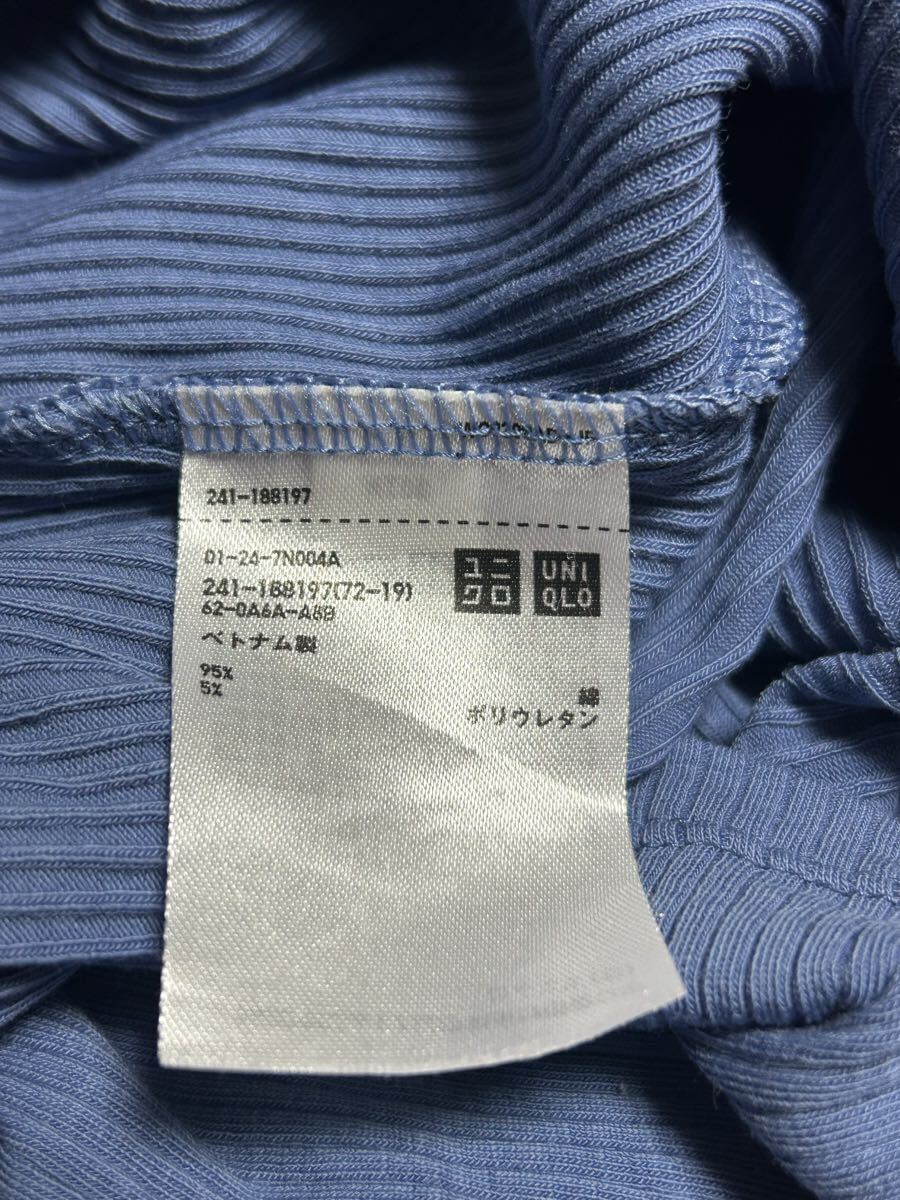 241-188197
01-24-7N004A
241-188197(72-19)
62-0A6A-A8B
ベトナム製
ユニ
クロ
UNI
QLO
95%
綿
5%
ポリウレタン